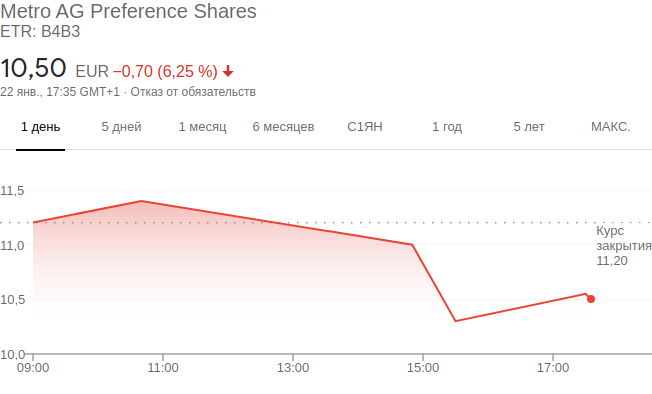 Metro AG Preference Shares
ETR: B4B3
10,50 EUR −0,70 (6,25 %)
22 янв., 17:35 GMT+1 · Отказ от обязательств
1 день 5 дней 1 месяц 6 месяцев С1ЯН 1 год 5 лет МАКС.
11,5
11,0
10,5
10,0
Курс
закрытия
11,20
09:00 11:00 13:00 15:00 17:00